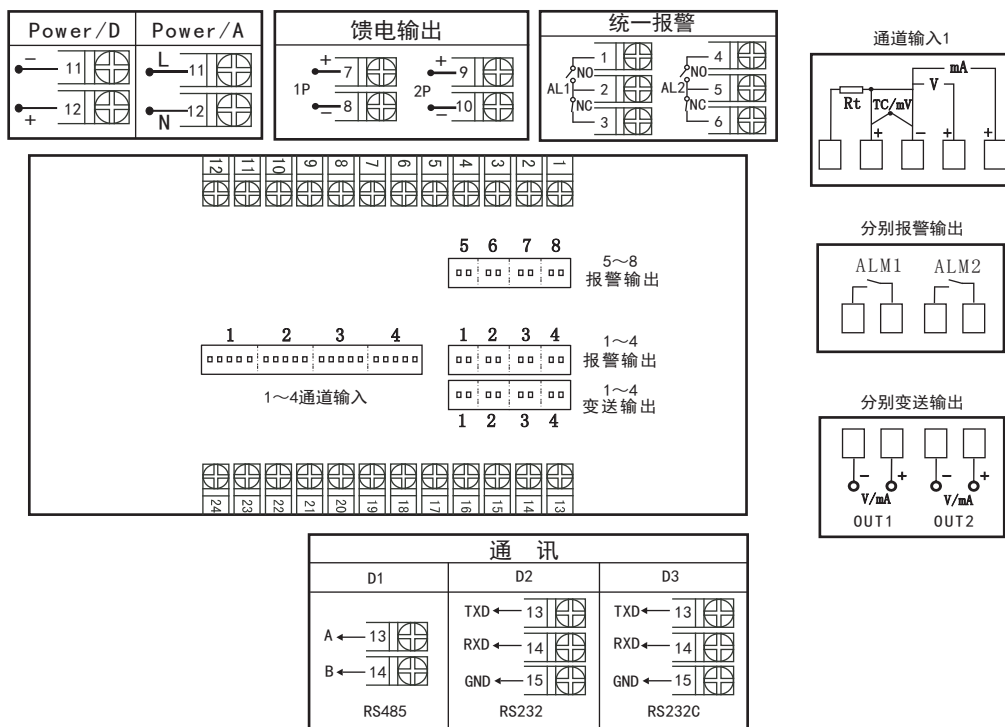 Power/D Power/A
− 11
+ 12
L 11
N 12
馈电输出
1P + 7
− 8
2P + 9
− 10
统一报警
AL1 1 NO 2 NC 3
AL2 4 NO 5 NC 6
通道输入1
mA
V
Rt TC/mV
+ − + +
12 11 10 9 8 7 6 5 4 3 2 1
5 6 7 8
5～8
报警输出
1 2 3 4
1～4通道输入
1 2 3 4
1～4
报警输出
1～4
变送输出
1 2 3 4
24 23 22 21 20 19 18 17 16 15 14 13
分别报警输出
ALM1 ALM2
分别变送输出
− + − +
V/mA V/mA
OUT1 OUT2
通 讯
D1 D2 D3
A 13
B 14
RS485
TXD 13
RXD 14
GND 15
RS232
TXD 13
RXD 14
GND 15
RS232C